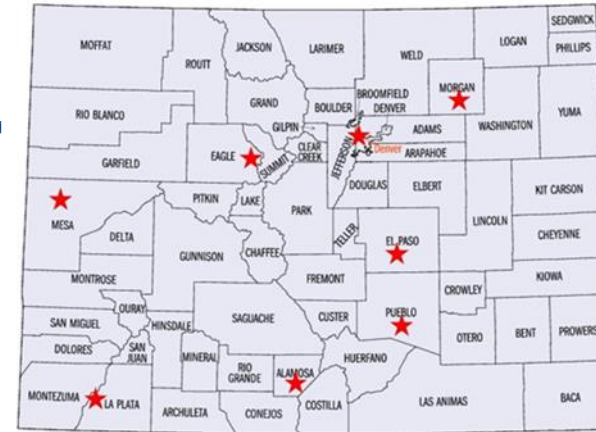 SEDGWICK
MOFFAT
JACKSON
LARIMER
LOGAN
ROUTT
WELD
PHILLIPS
GRAND
MORGAN
RIO BLANCO
BOULDER
BROOMFIELD
DENVER
YUMA
GILPIN
ADAMS
WASHINGTON
EAGLE
CLEAR
CREEK
JEFFERSON
Denver
ARAPAHOE
GARFIELD
SUMMIT
DOUGLAS
ELBERT
KIT CARSON
PITKIN
LAKE
PARK
LINCOLN
MESA
DELTA
TELLER
CHEYENNE
EL PASO
GUNNISON
CHAFFEE
KIOWA
MONTROSE
FREMONT
CROWLEY
OURAY
PUEBLO
SAN MIGUEL
HINSDALE
SAGUACHE
CUSTER
OTERO
BENT
PROWERS
DOLORES
SAN
JUAN
MINERAL
RIO
GRANDE
ALAMOSA
HUERFANO
MONTEZUMA
LA PLATA
ARCHULETA
CONEJOS
COSTILLA
LAS ANIMAS
BACA